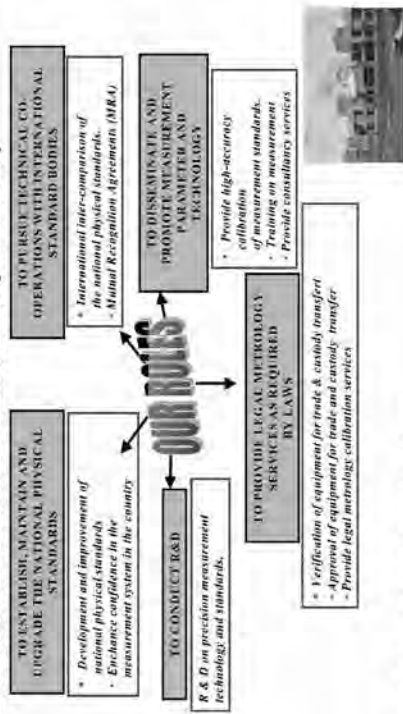 TO ESTABLISH, MAINTAIN AND
UPGRADE THE NATIONAL PHYSICAL
STANDARDS
• Development and improvement of
national physical standards
• Enchance confidence in the
measurement system in the country
TO PURSUE TECHNICAL CO-
OPERATIONS WITH INTERNATIONAL
STANDARD BODIES
• International inter-comparison of
the national physical standards.
• Mutual Recognition Agreements (MRA)
TO CONDUCT R&D
R & D on precision measurement
technology and standards.
OUR RULES
TO DISSEMINATE AND
PROMOTE MEASUREMENT
PARAMETER AND
TECHNOLOGY
• Provide high-accuracy
calibration
of measurement standards.
• Training on measurement
• Provide consultancy services
TO PROVIDE LEGAL METROLOGY
SERVICES AS REQUIRED
BY LAWS
• Verification of equipment for trade & custody transfert
• Approval of equipment for trade and custody transfer
• Provide legal metrology calibration services